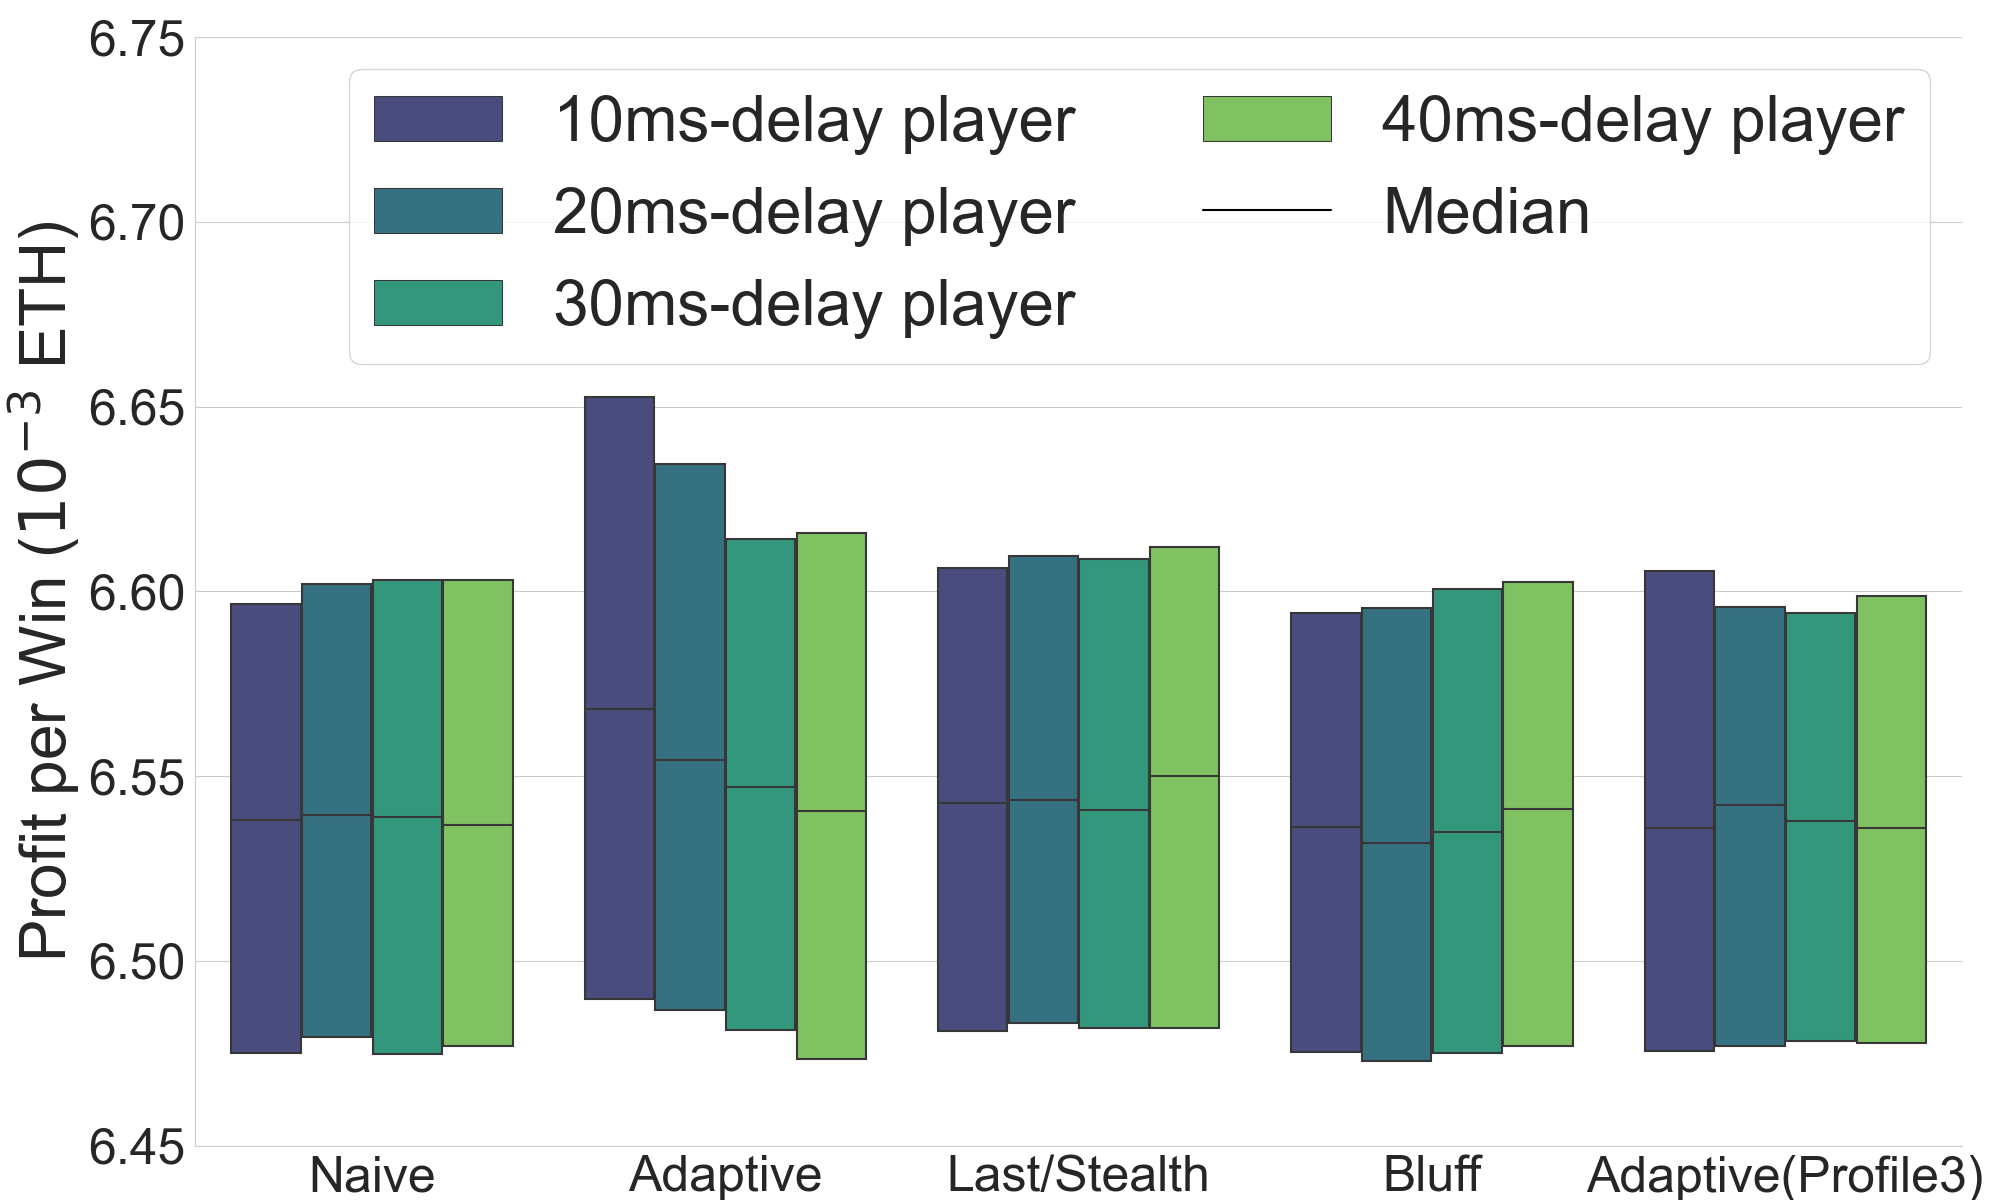 Profit per Win (10⁻³ ETH)
6.75
6.70
6.65
6.60
6.55
6.50
6.45
10ms-delay player
20ms-delay player
30ms-delay player
40ms-delay player
Median
Naive
Adaptive
Last/Stealth
Bluff
Adaptive(Profile3)